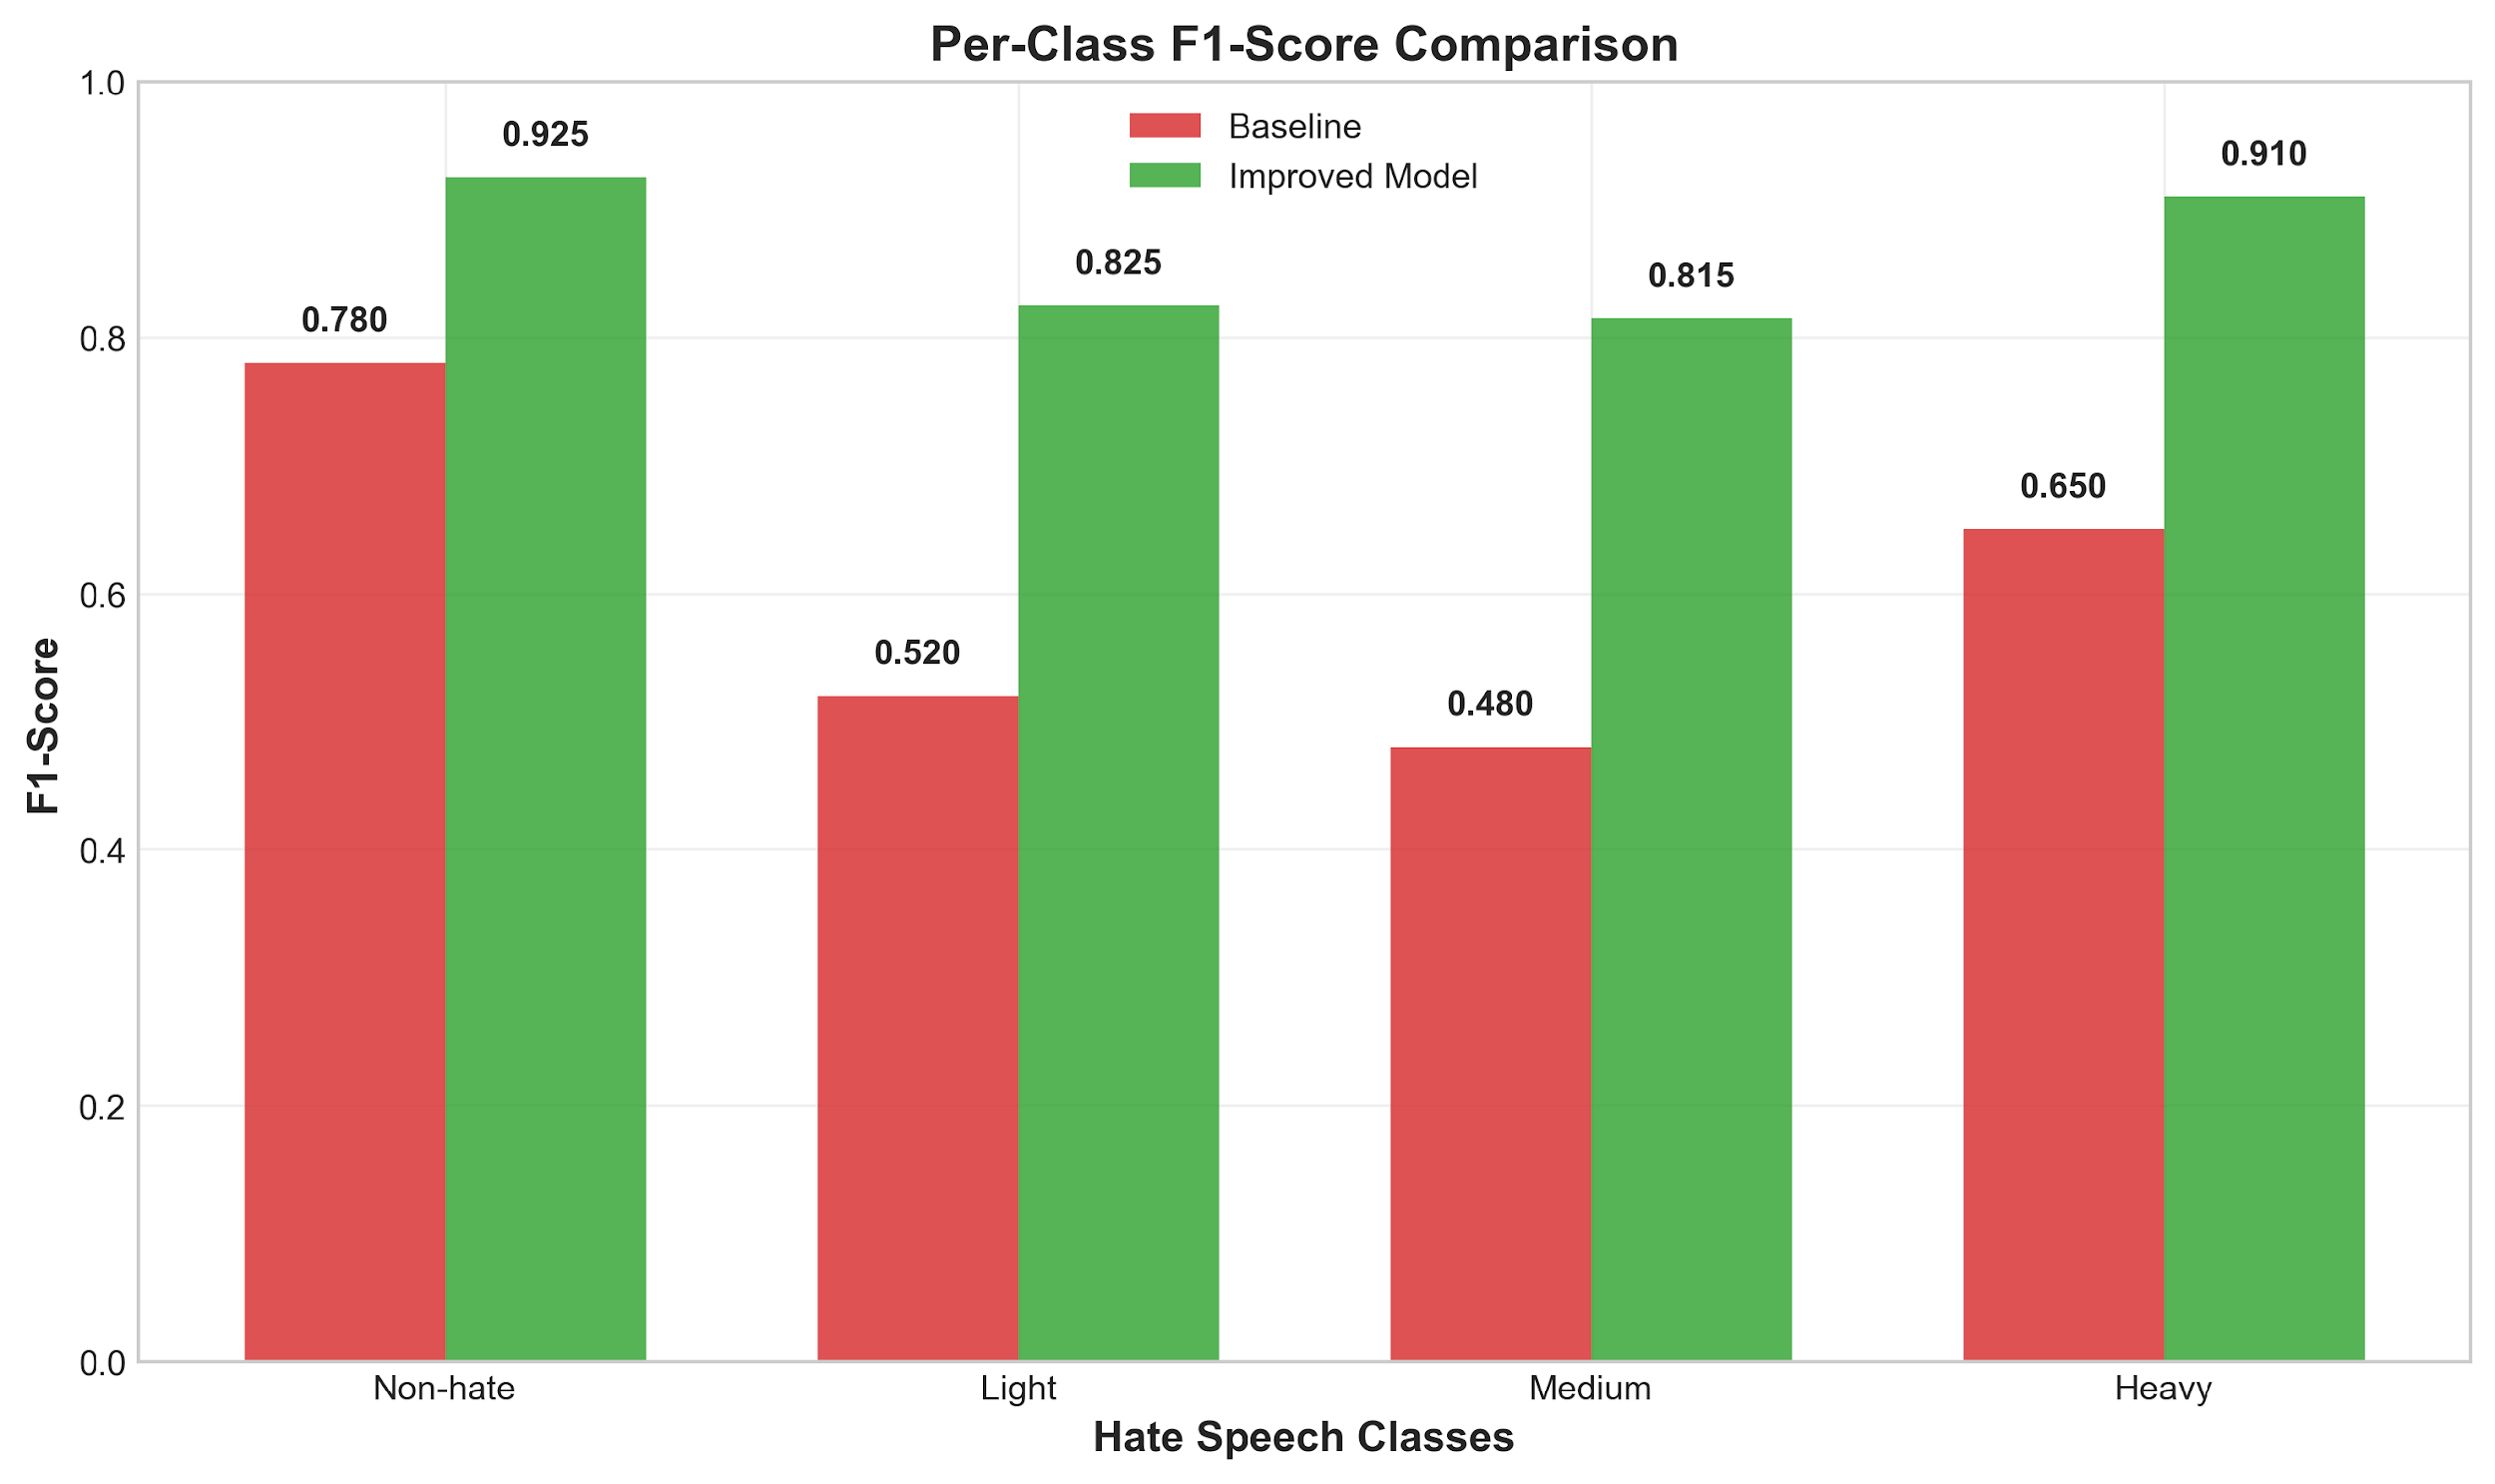 Per-Class F1-Score Comparison
Baseline
Improved Model
F1-Score
1.0
0.8
0.6
0.4
0.2
0.0
0.780
0.925
0.520
0.825
0.480
0.815
0.650
0.910
Non-hate
Light
Medium
Heavy
Hate Speech Classes